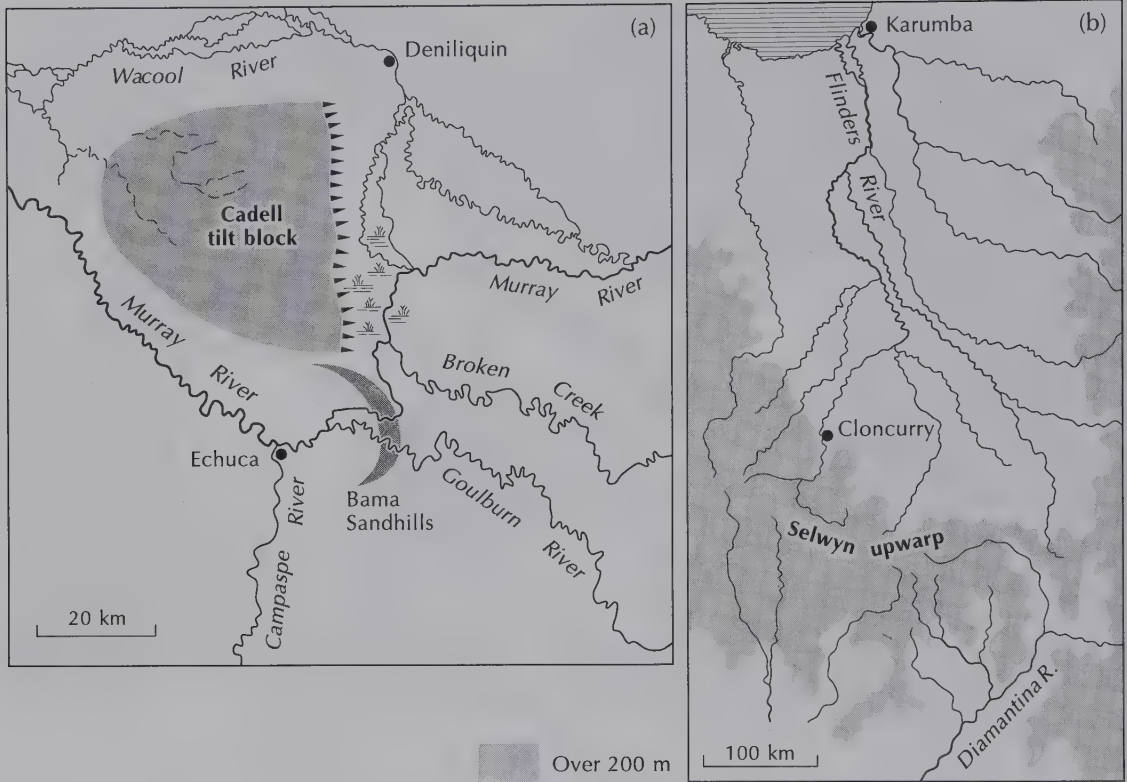 (a)
Deniliquin
Wacool River
Cadell
tilt block
Murray River
Murray
River
Broken Creek
Echuca
Goulburn
River
Bama
Sandhills
Campaspe River
20 km
Over 200 m
(b)
Karumba
Flinders
River
Cloncurry
Selwyn upwarp
Diamantina R.
100 km